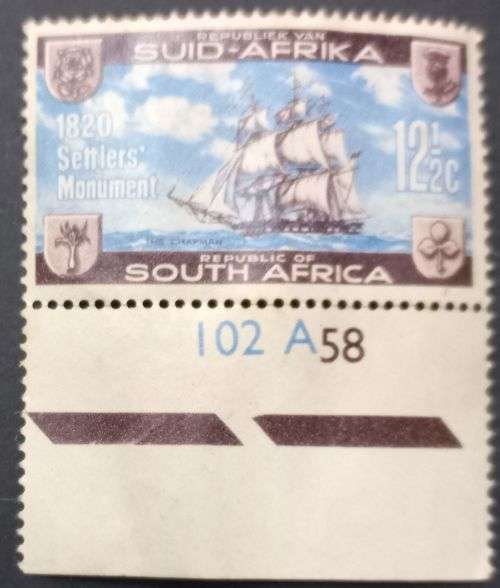 REPUBLIEK VAN
SUID-AFRIKA
1820
Settlers'
Monument
12½C
THE CHAPMAN
REPUBLIC OF
SOUTH AFRICA
102 A58